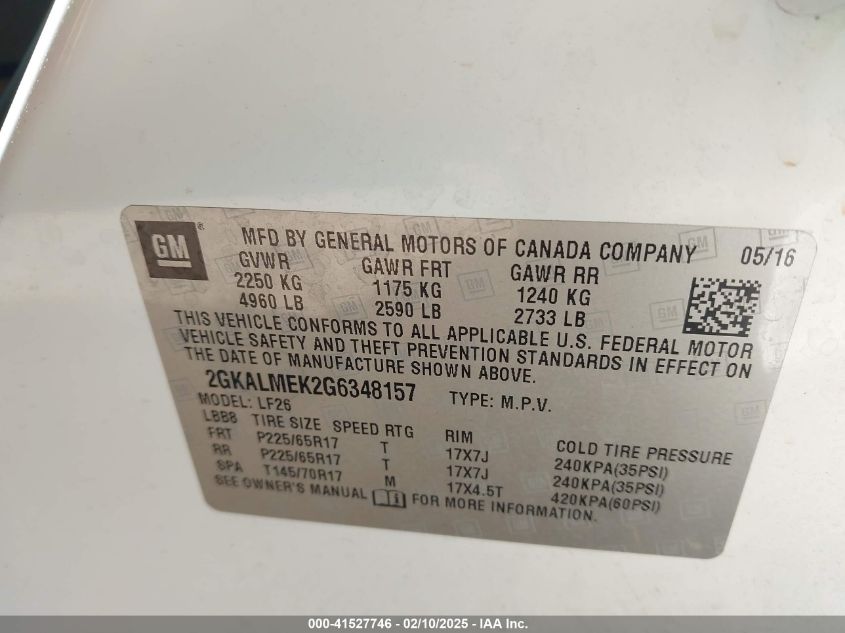 GM ® MFD BY GENERAL MOTORS OF CANADA COMPANY 05/16
GVWR GAWR FRT GAWR RR
2250 KG 1175 KG 1240 KG
4960 LB 2590 LB 2733 LB
THIS VEHICLE CONFORMS TO ALL APPLICABLE U.S. FEDERAL MOTOR
VEHICLE SAFETY AND THEFT PREVENTION STANDARDS IN EFFECT ON
THE DATE OF MANUFACTURE SHOWN ABOVE.
2GKALMEK2G6348157 TYPE: M.P.V.
MODEL: LF26
LBB8 TIRE SIZE SPEED RTG RIM COLD TIRE PRESSURE
FRT P225/65R17 T 17X7J 240KPA(35PSI)
RR P225/65R17 T 17X7J 240KPA(35PSI)
SPA T145/70R17 M 17X4.5T 420KPA(60PSI)
SEE OWNER'S MANUAL FOR MORE INFORMATION.
000-41527746 - 02/10/2025 - IAA Inc.